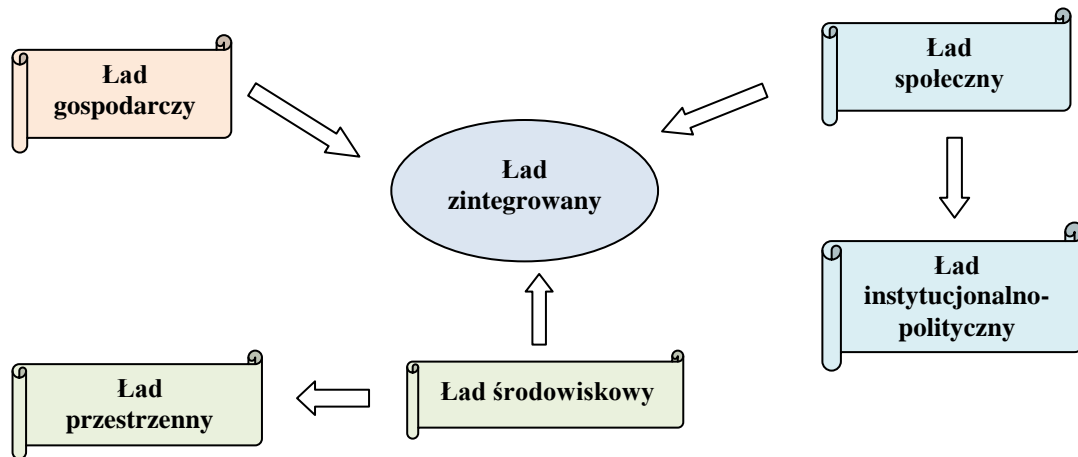 Ład
gospodarczy
Ład
społeczny
Ład
zintegrowany
Ład
instytucjonalno-
polityczny
Ład
przestrzenny
Ład środowiskowy